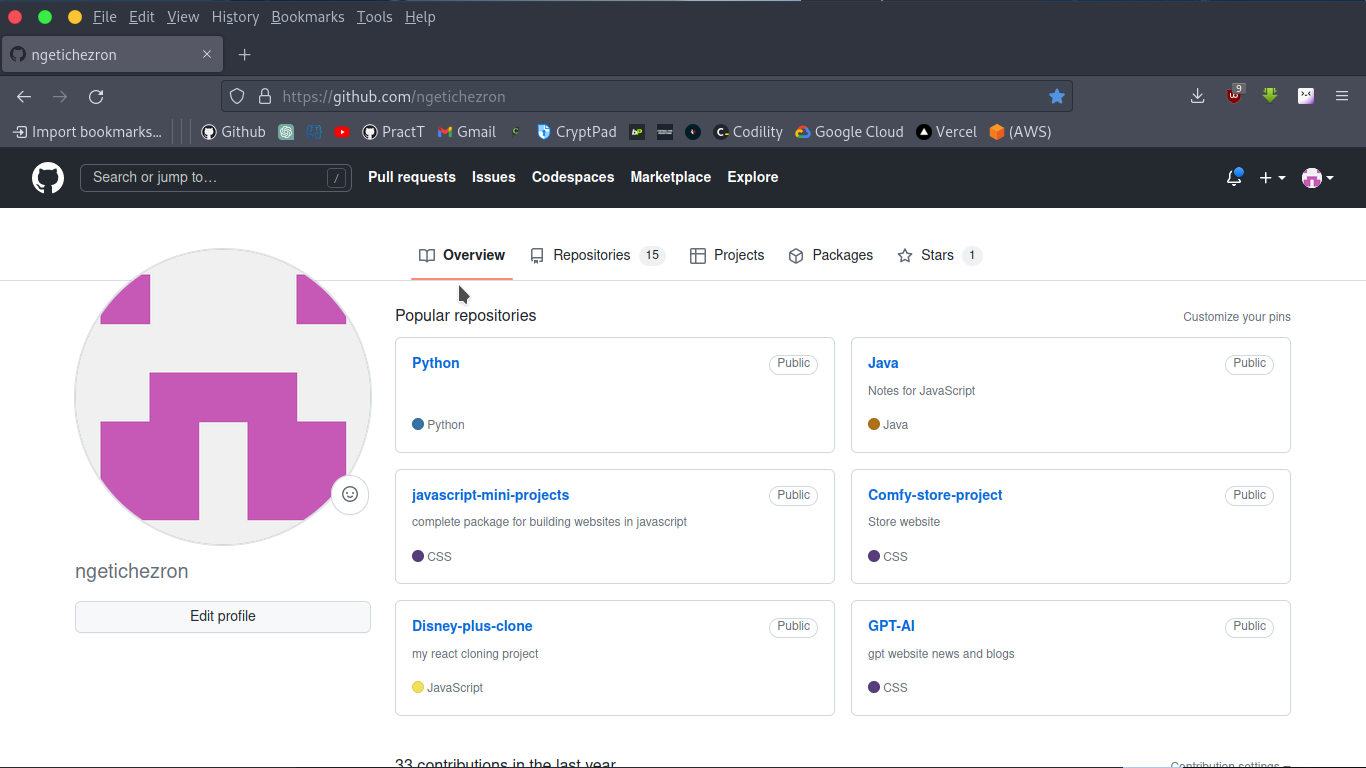 File Edit View History Bookmarks Tools Help
ngetichezron
https://github.com/ngetichezron
9
Import bookmarks... Github PractT Gmail CryptPad Codility Google Cloud Vercel (AWS)
Search or jump to… / Pull requests Issues Codespaces Marketplace Explore
Overview Repositories 15 Projects Packages Stars 1
Popular repositories Customize your pins
Python Public
Python
Java Public
Notes for JavaScript
Java
javascript-mini-projects Public
complete package for building websites in javascript
CSS
Comfy-store-project Public
Store website
CSS
Disney-plus-clone Public
my react cloning project
JavaScript
GPT-AI Public
gpt website news and blogs
CSS
ngetichezron
Edit profile
33 contributions in the last year Contribution settings